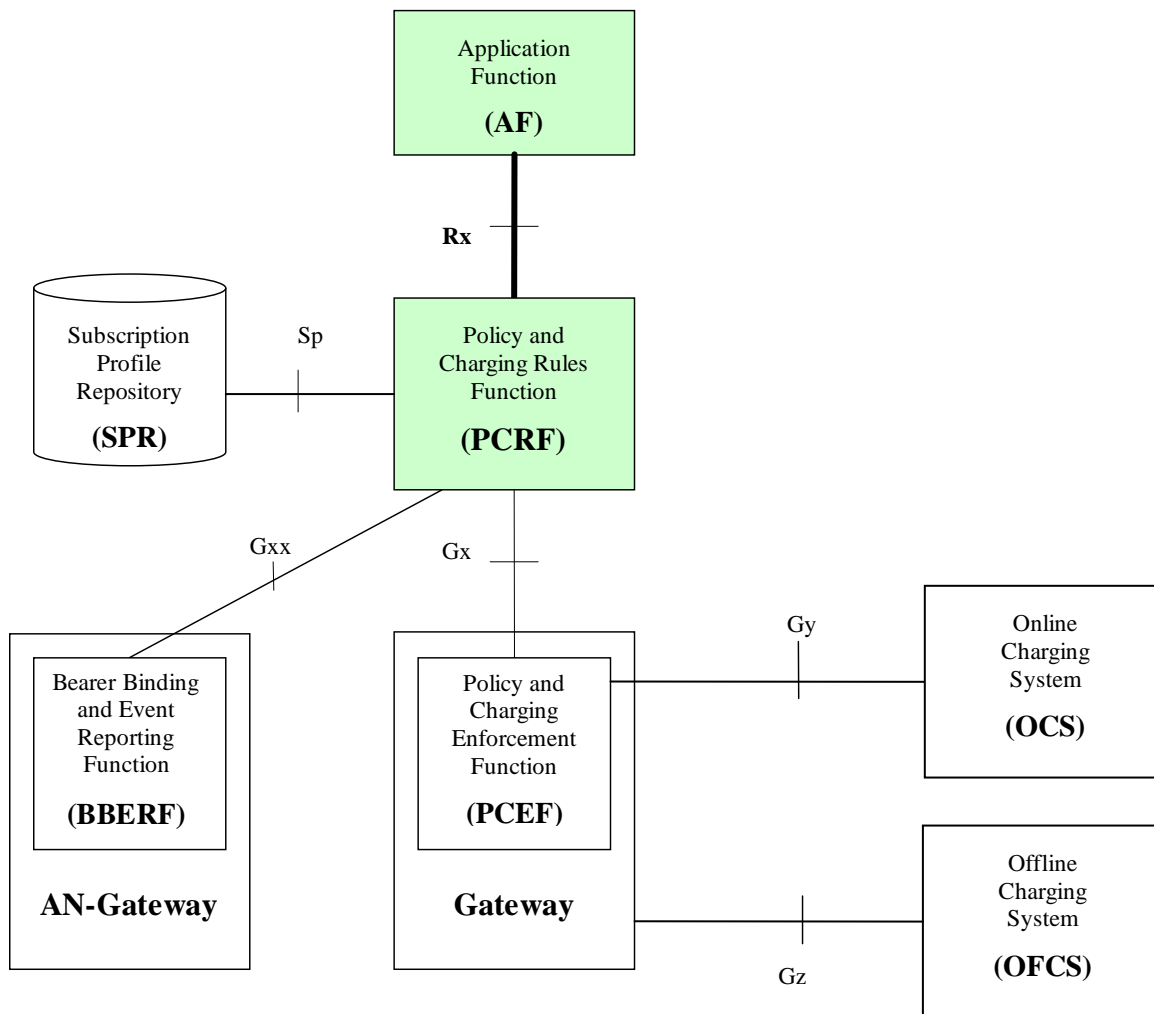 Application
Function
(AF)
Rx
Subscription
Profile
Repository
(SPR)
Sp
Policy and
Charging Rules
Function
(PCRF)
Gxx
Gx
Bearer Binding
and Event
Reporting
Function
(BBERF)
AN-Gateway
Policy and
Charging
Enforcement
Function
(PCEF)
Gateway
Gy
Online
Charging
System
(OCS)
Gz
Offline
Charging
System
(OFCS)